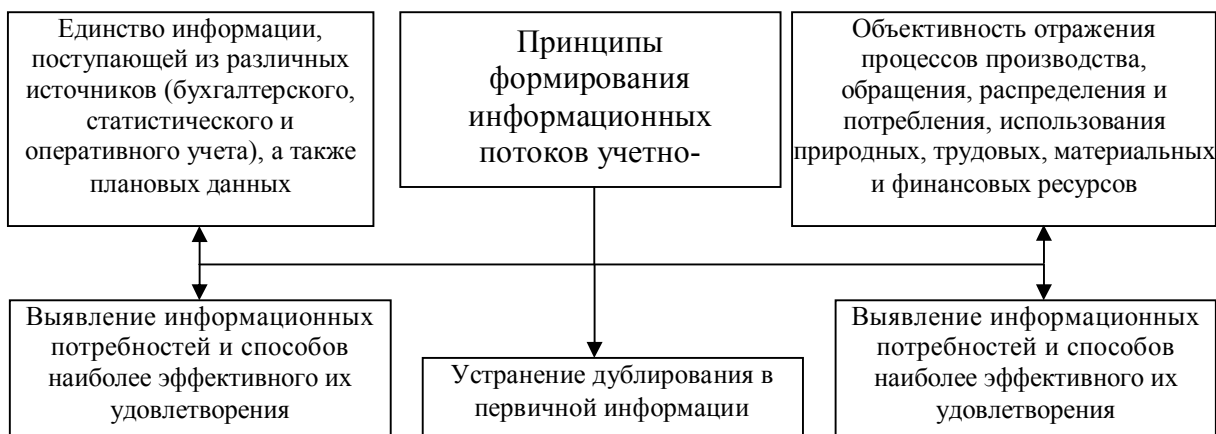 Единство информации,
поступающей из различных
источников (бухгалтерского,
статистического и
оперативного учета), а также
плановых данных
Принципы
формирования
информационных
потоков учетно-
Объективность отражения
процессов производства,
обращения, распределения и
потребления, использования
природных, трудовых, материальных
и финансовых ресурсов
Выявление информационных
потребностей и способов
наиболее эффективного их
удовлетворения
Устранение дублирования в
первичной информации
Выявление информационных
потребностей и способов
наиболее эффективного их
удовлетворения